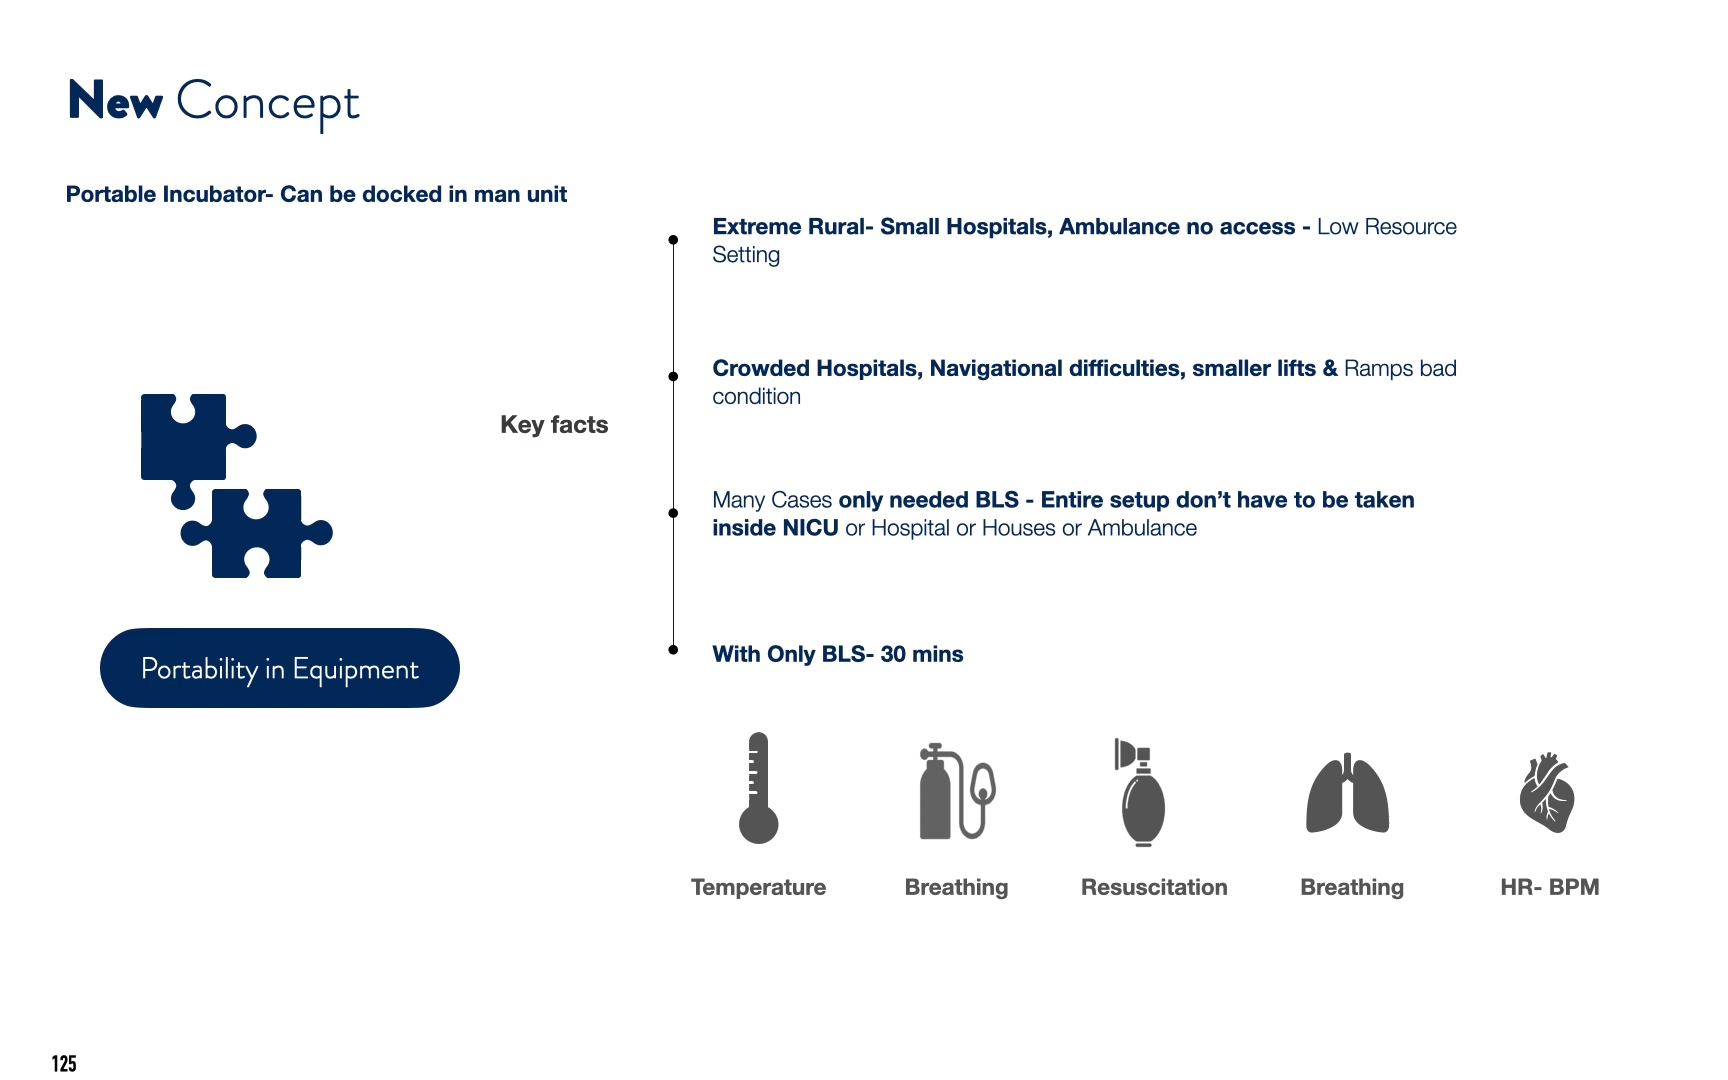 New Concept
Portable Incubator- Can be docked in man unit
Extreme Rural- Small Hospitals, Ambulance no access - Low Resource
Setting
Crowded Hospitals, Navigational difficulties, smaller lifts & Ramps bad
condition
Key facts
Many Cases only needed BLS - Entire setup don’t have to be taken
inside NICU or Hospital or Houses or Ambulance
With Only BLS- 30 mins
Portability in Equipment
Temperature
Breathing
Resuscitation
Breathing
HR- BPM
125